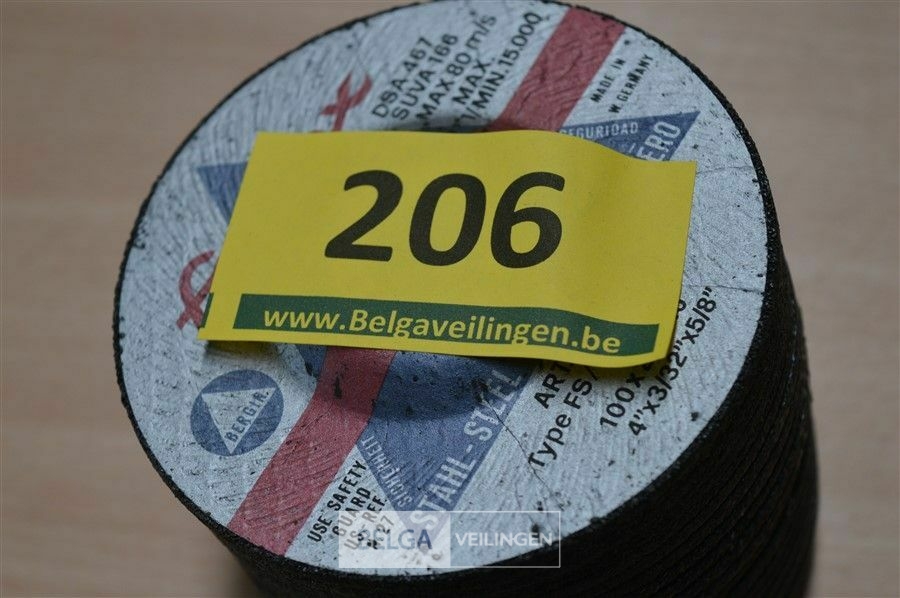 DSA.467
SUVA 166
MAX 80 m/s
MAX.
/MIN. 15.000
MADE IN
W. GERMANY
SEGURIDAD
206
www.Belgaveilingen.be
BERGIR.
SICHERHEIT
STAHL-STEEL
Type FS
100x
4"x3/32"x5/8"
USE SAFETY
GUARD
BELGA VEILINGEN